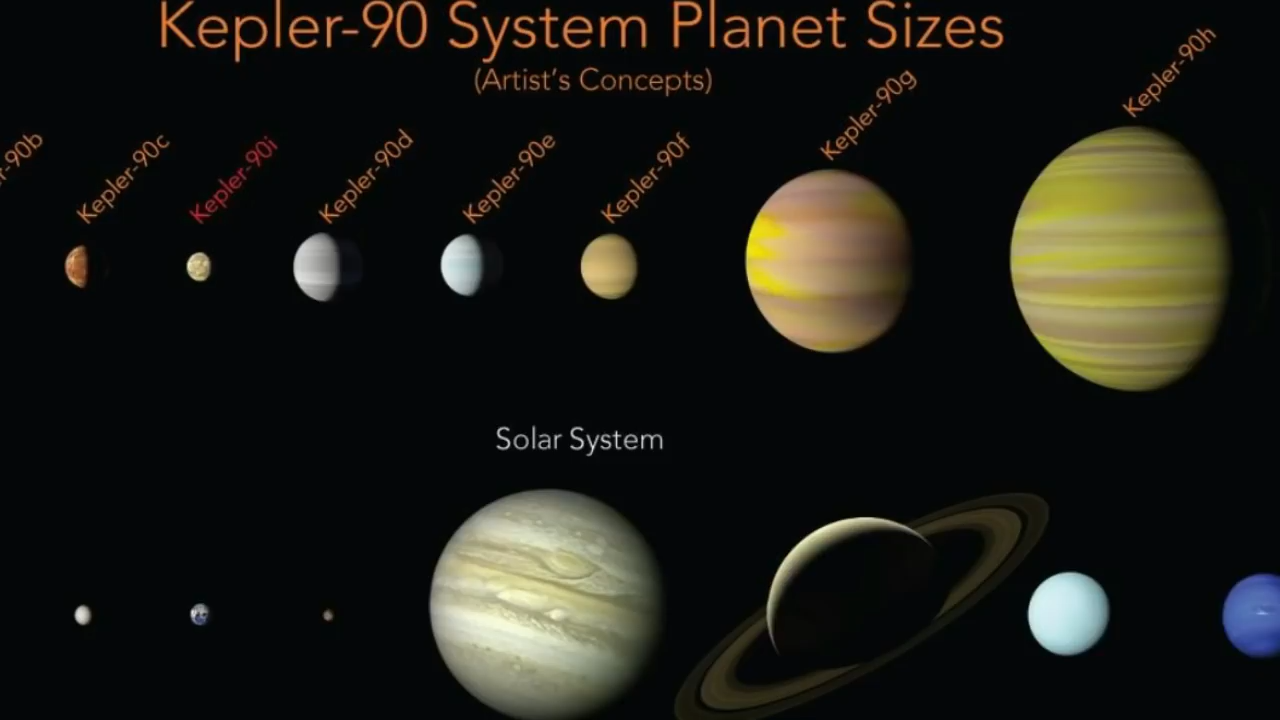 Kepler-90 System Planet Sizes
(Artist's Concepts)
r-90b
Kepler-90c
Kepler-90i
Kepler-90d
Kepler-90e
Kepler-90f
Kepler-90g
Kepler-90h
Solar System